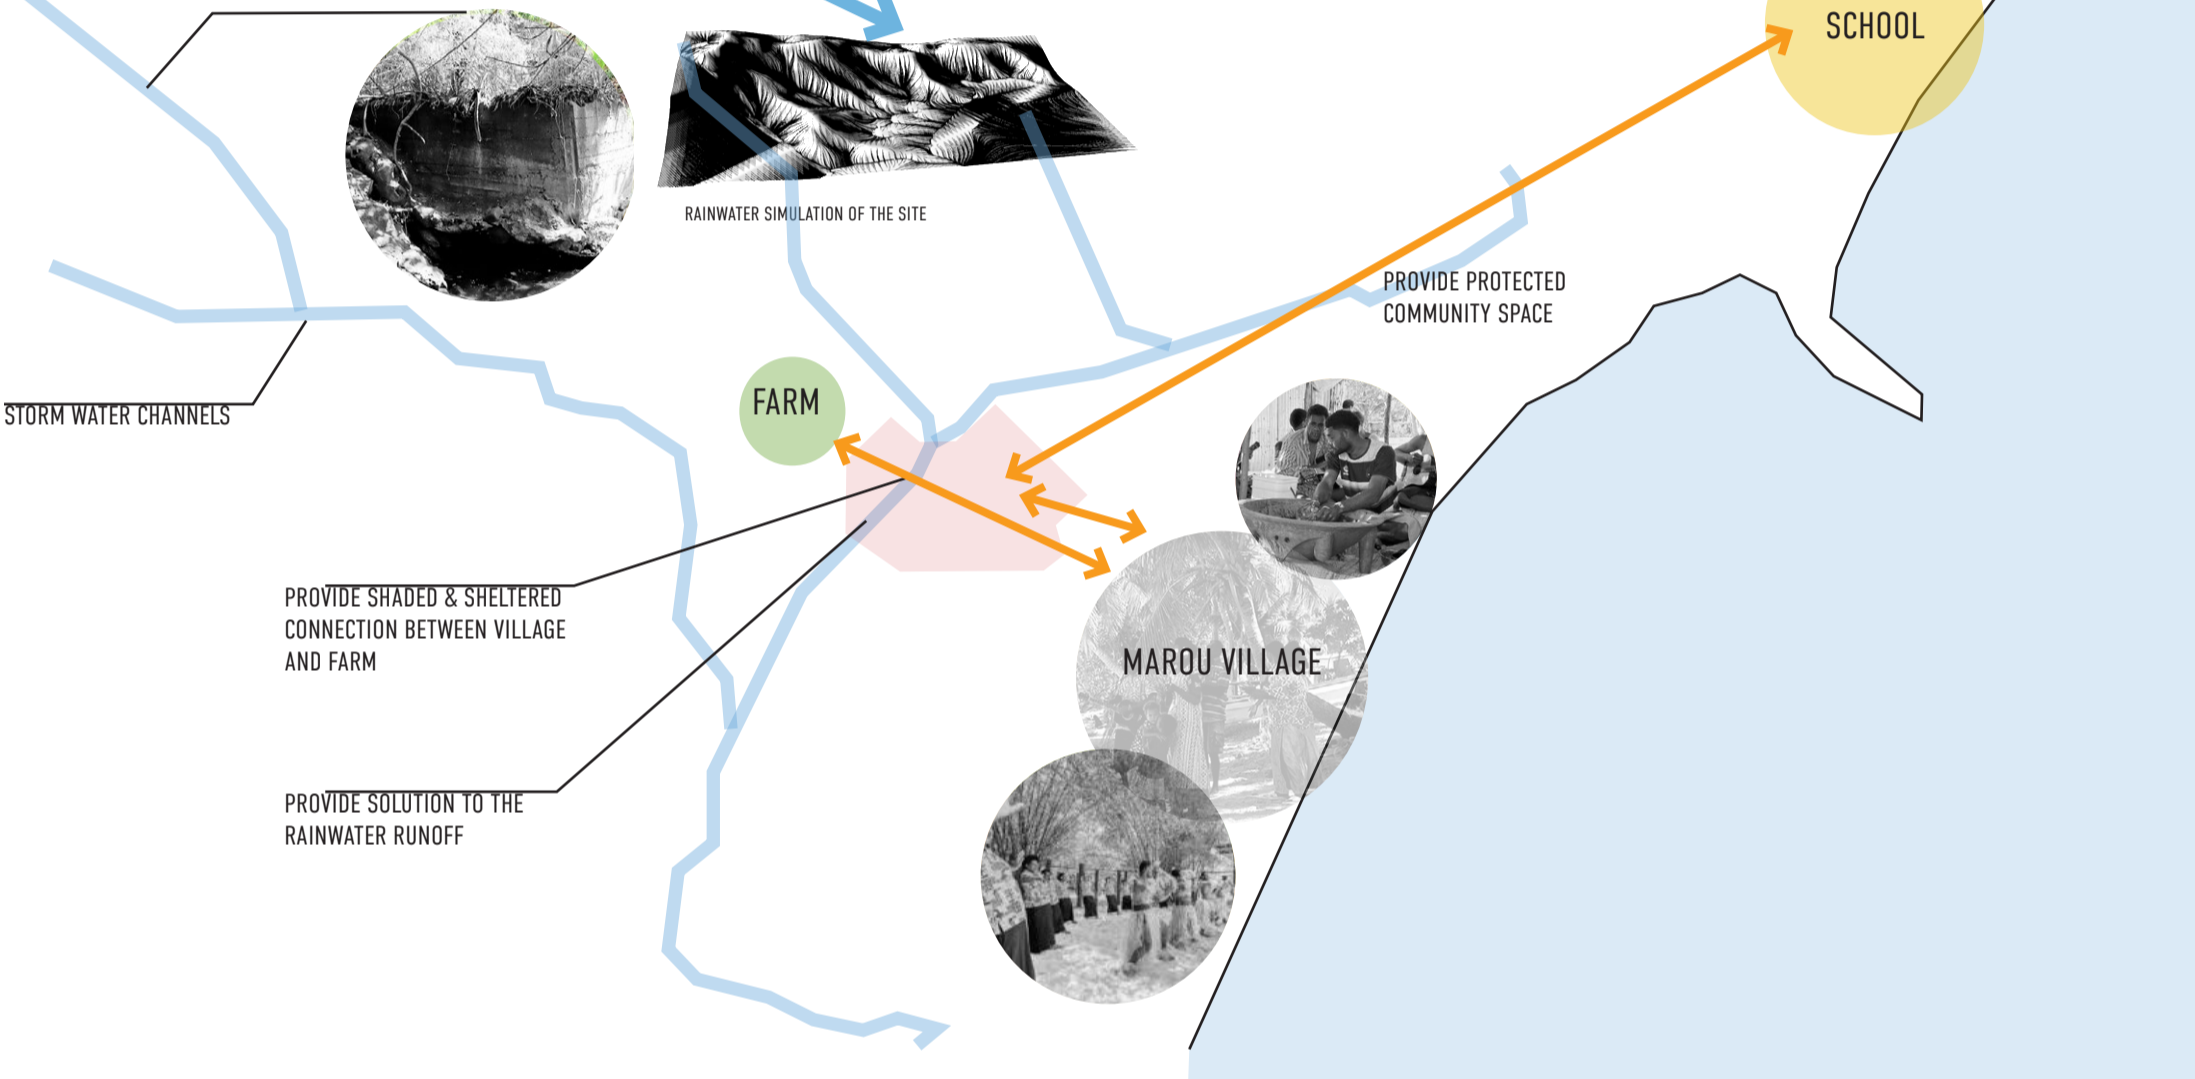 SCHOOL
RAINWATER SIMULATION OF THE SITE
PROVIDE PROTECTED
COMMUNITY SPACE
FARM
STORM WATER CHANNELS
PROVIDE SHADED & SHELTERED
CONNECTION BETWEEN VILLAGE
AND FARM
MAROU VILLAGE
PROVIDE SOLUTION TO THE
RAINWATER RUNOFF